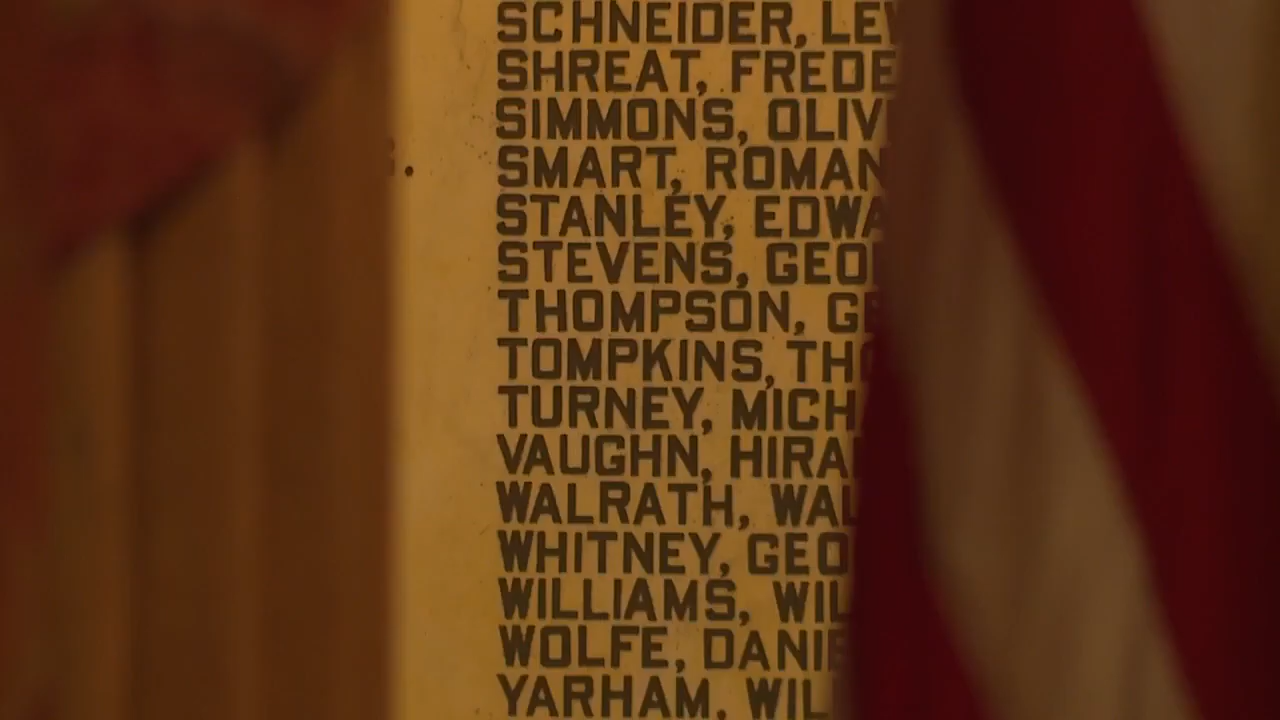 SCHNEIDER, LE
SHREAT, FREDE
SIMMONS, OLIV
SMART, ROMAN
STANLEY, EDWA
STEVENS, GEO
THOMPSON, G
TOMPKINS, TH
TURNEY, MICH
VAUGHN, HIRA
WALRATH, WAL
WHITNEY, GEO
WILLIAMS, WIL
WOLFE, DANI
YARHAM, WIL